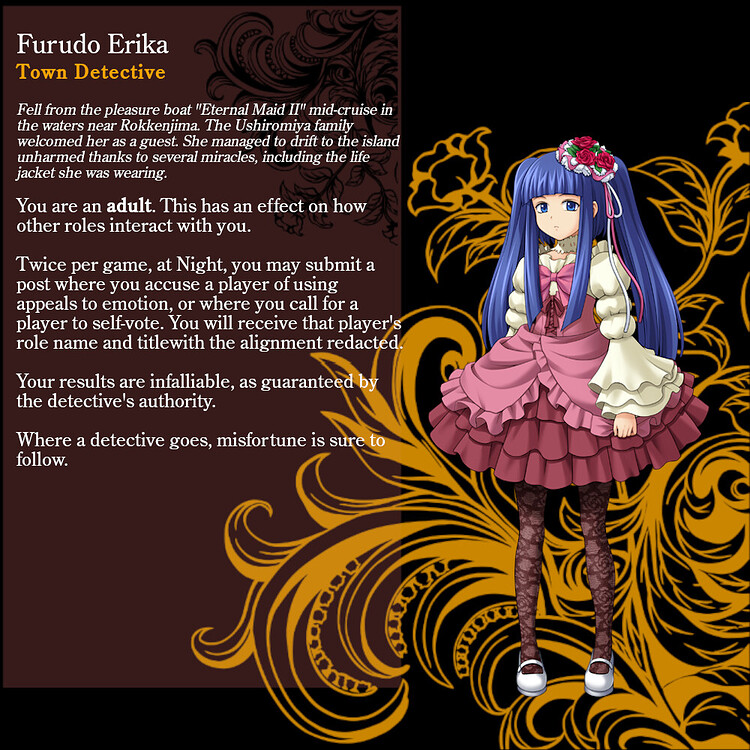 Furudo Erika
Town Detective
Fell from the pleasure boat "Eternal Maid II" mid-cruise in
the waters near Rokkenjima. The Ushiromiya family
welcomed her as a guest. She managed to drift to the island
unharmed thanks to several miracles, including the life
jacket she was wearing.
You are an adult. This has an effect on how
other roles interact with you.
Twice per game, at Night, you may submit a
post where you accuse a player of using
appeals to emotion, or where you call for a
player to self-vote. You will receive that player's
role name and titlewith the alignment redacted.
Your results are infalliable, as guaranteed by
the detective's authority.
Where a detective goes, misfortune is sure to
follow.